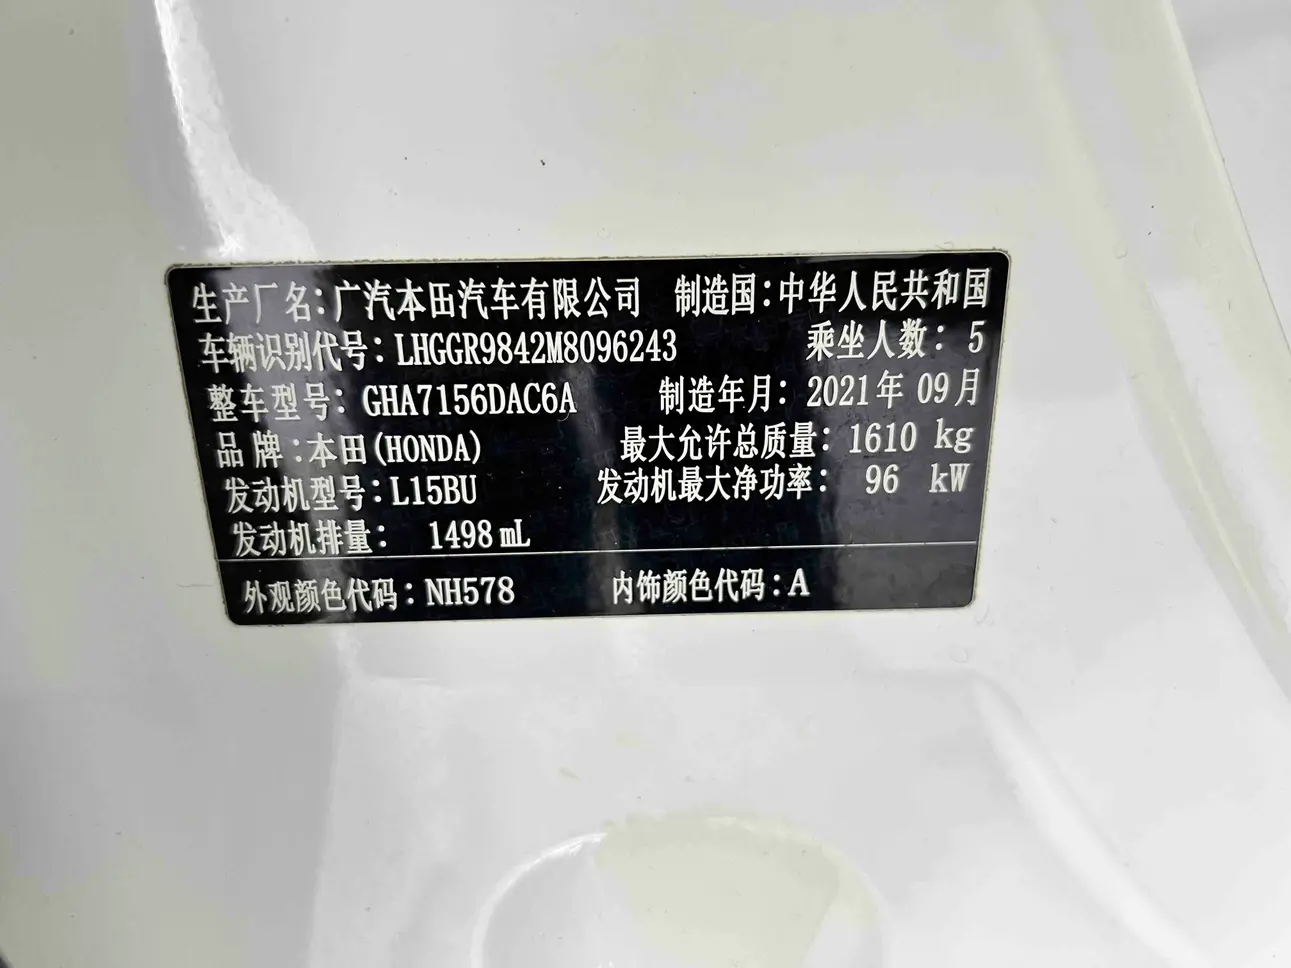 生产厂名：广汽本田汽车有限公司 制造国：中华人民共和国
车辆识别代号：LHGGR9842M8096243 乘坐人数：5
整车型号：GHA7156DAC6A 制造年月：2021年 09月
品牌：本田(HONDA) 最大允许总质量：1610 kg
发动机型号：L15BU 发动机最大净功率：96 kW
发动机排量：1498 mL
外观颜色代码：NH578 内饰颜色代码：A